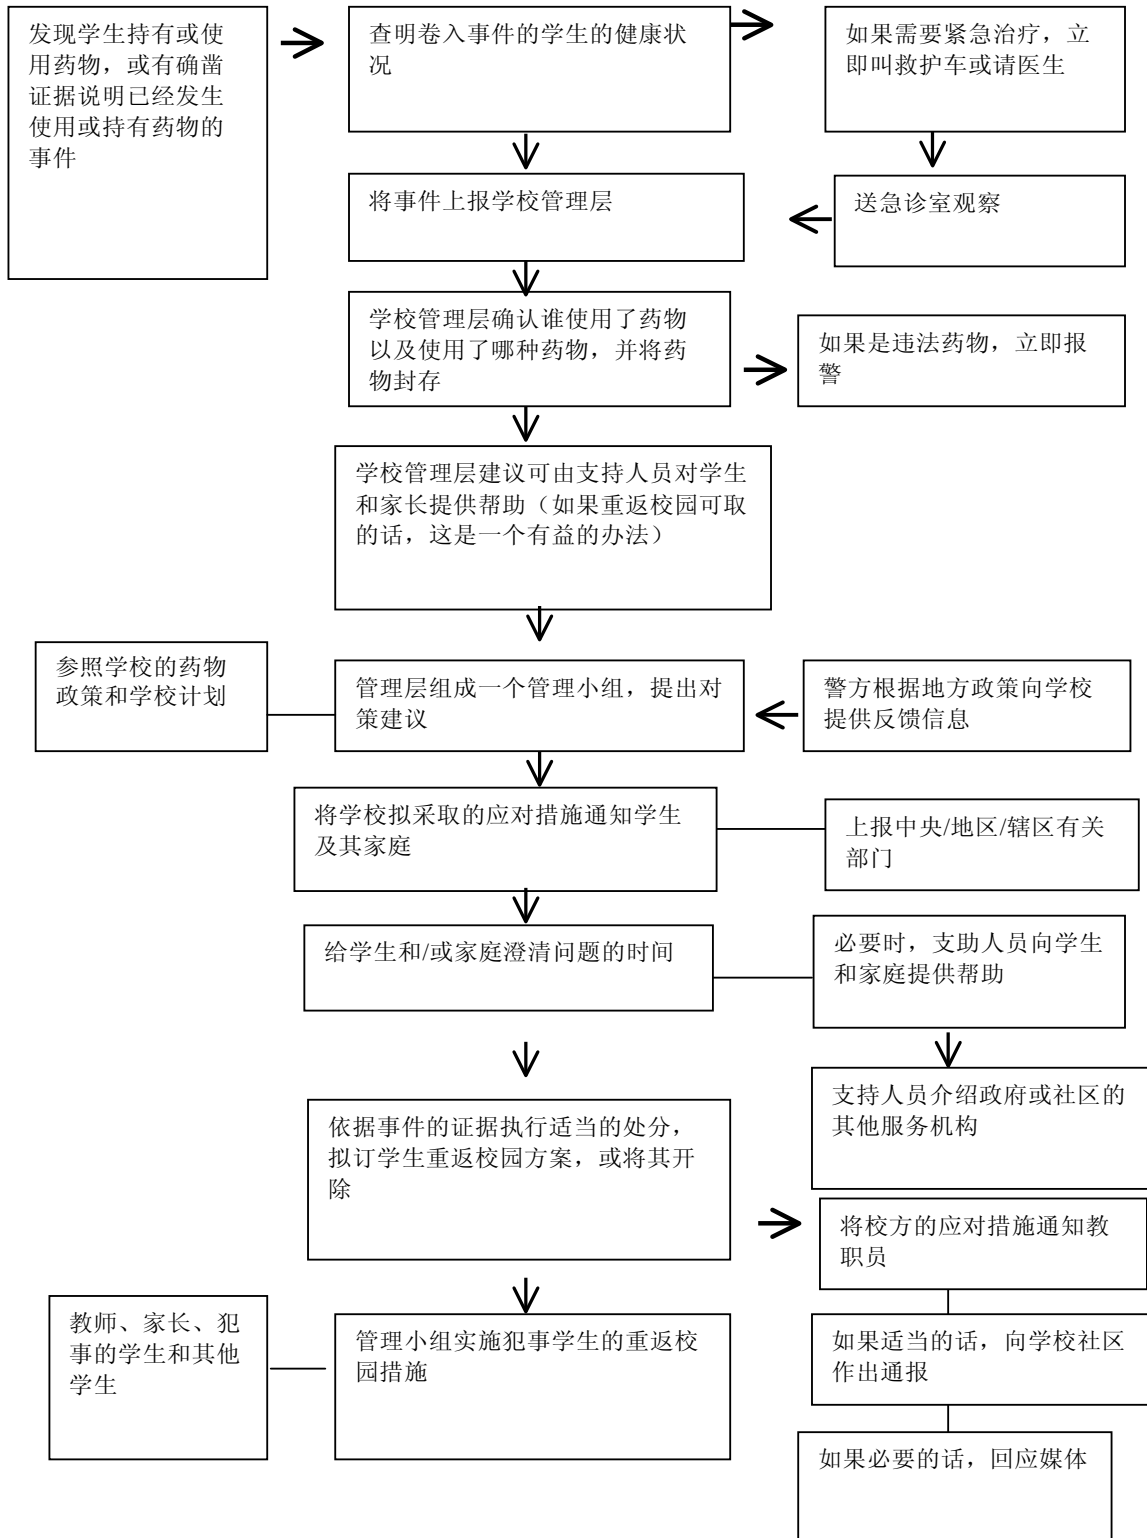 发现学生持有或使
用药物，或有确凿
证据说明已经发生
使用或持有药物的
事件
查明卷入事件的学生的健康状
况
如果需要紧急治疗，立
即叫救护车或请医生
将事件上报学校管理层
送急诊室观察
学校管理层确认谁使用了药物
以及使用了哪种药物，并将药
物封存
如果是违法药物，立即报
警
学校管理层建议可由支持人员对学生
和家长提供帮助（如果重返校园可取
的话，这是一个有益的办法）
参照学校的药物
政策和学校计划
管理层组成一个管理小组，提出对
策建议
警方根据地方政策向学校
提供反馈信息
将学校拟采取的应对措施通知学生
及其家庭
上报中央/地区/辖区有关
部门
给学生和/或家庭澄清问题的时间
必要时，支助人员向学生
和家庭提供帮助
支持人员介绍政府或社区的
其他服务机构
依据事件的证据执行适当的处分，
拟订学生重返校园方案，或将其开
除
将校方的应对措施通知教
职员
教师、家长、犯
事的学生和其他
学生
管理小组实施犯事学生的重返校
园措施
如果适当的话，向学校社区
作出通报
如果必要的话，回应媒体